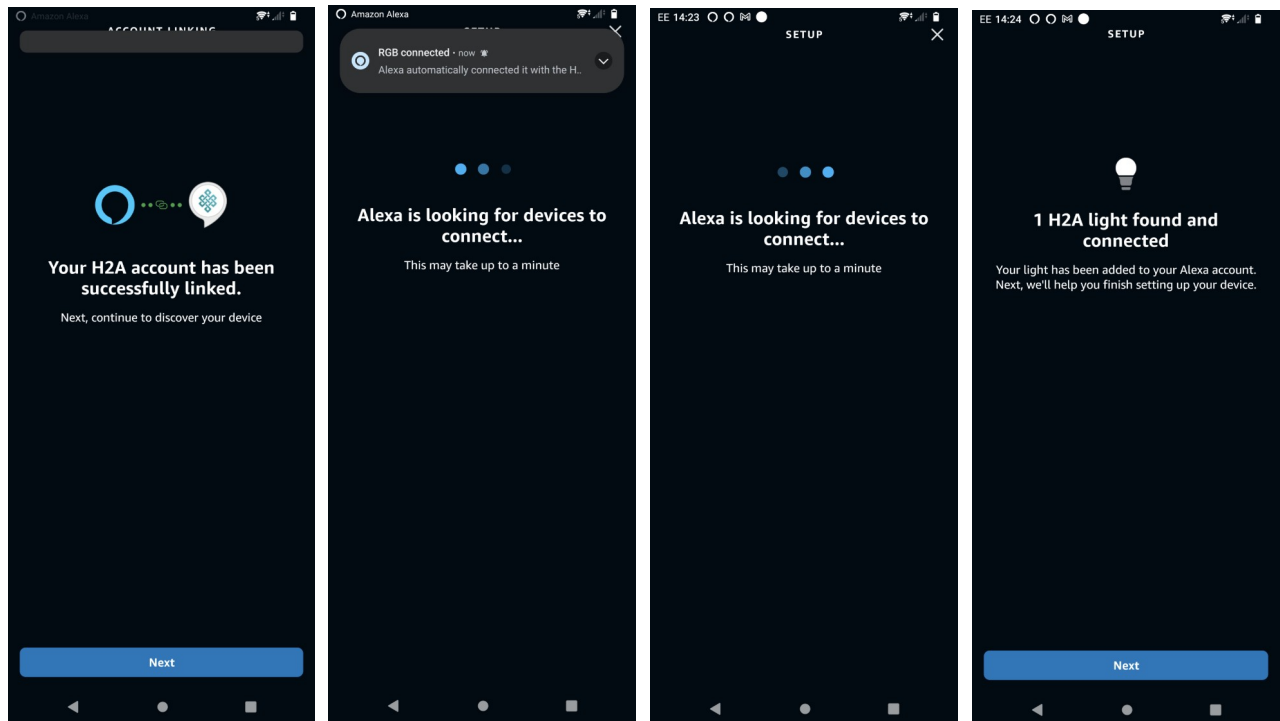 Amazon Alexa
ACCOUNT LINKING
Your H2A account has been
successfully linked.
Next, continue to discover your device
Next
Amazon Alexa
RGB connected • now
Alexa automatically connected it with the H..
Alexa is looking for devices to
connect...
This may take up to a minute
EE 14:23
SETUP
Alexa is looking for devices to
connect...
This may take up to a minute
EE 14:24
SETUP
1 H2A light found and
connected
Your light has been added to your Alexa account.
Next, we'll help you finish setting up your device.
Next